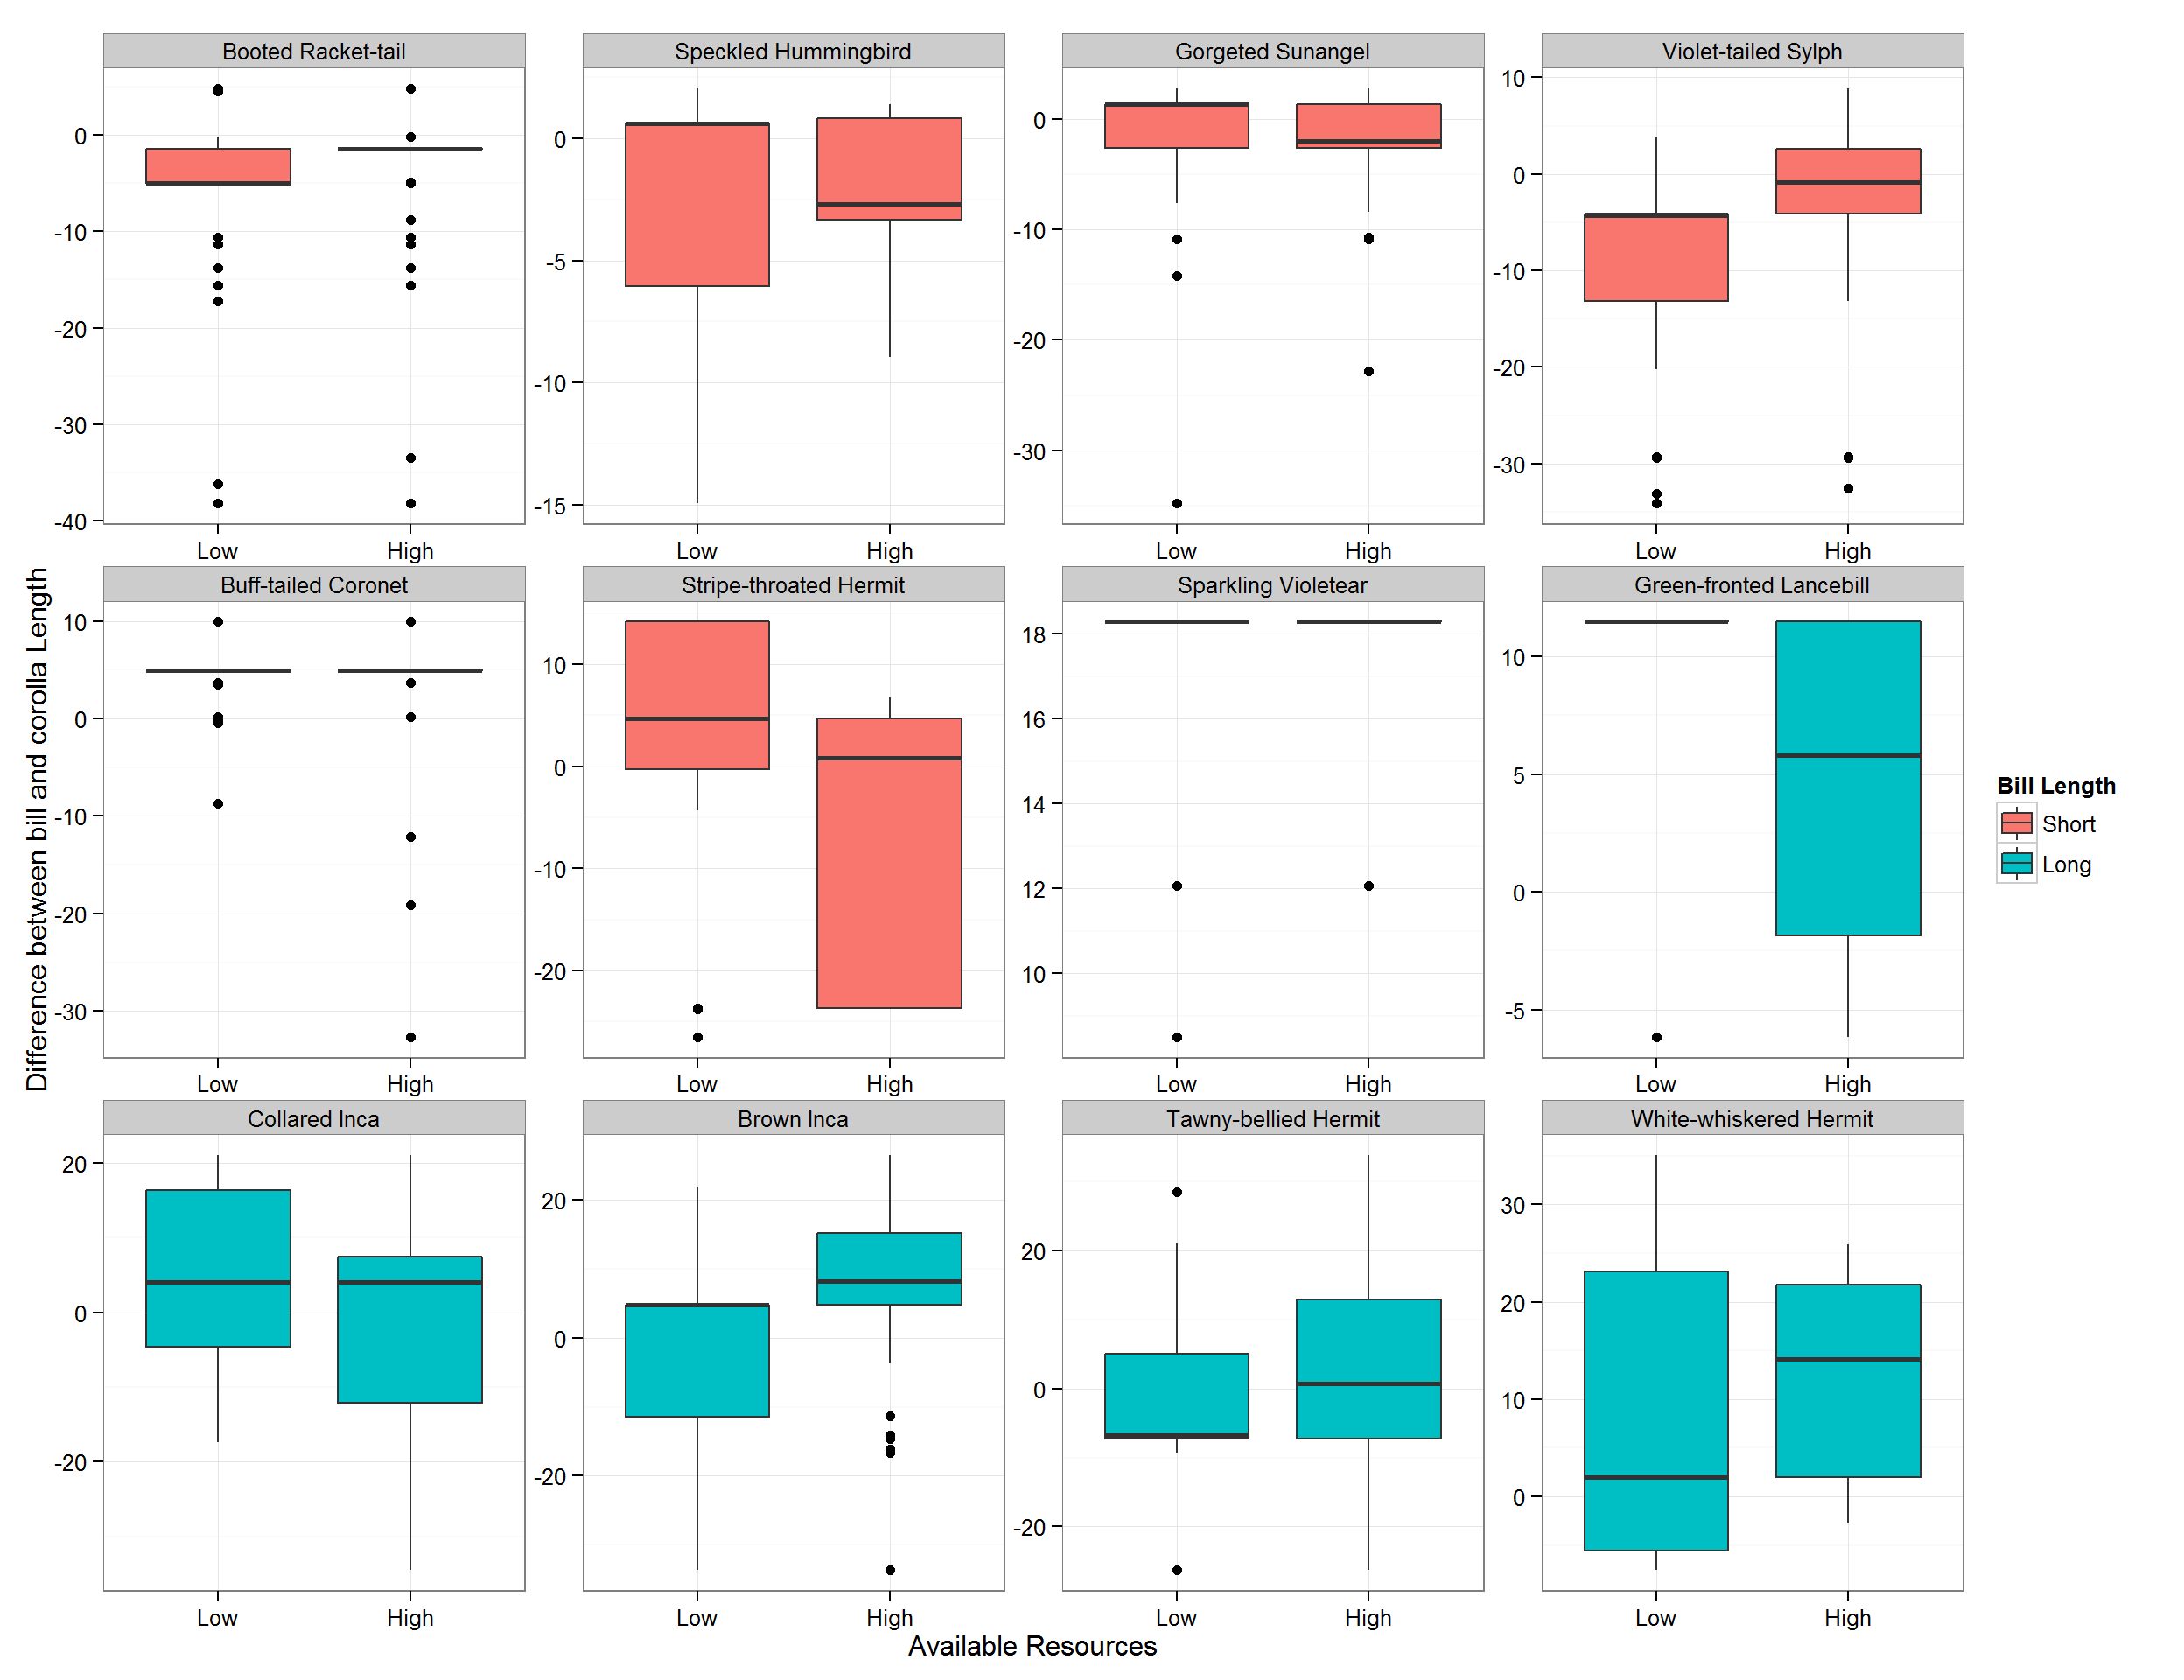 Booted Racket-tail
Speckled Hummingbird
Gorgeted Sunangel
Violet-tailed Sylph
0
-10
-20
-30
-40
0
-5
-10
-15
0
-10
-20
-30
10
0
-10
-20
-30
Low High
Low High
Low High
Low High
Difference between bill and corolla Length
Buff-tailed Coronet
Stripe-throated Hermit
Sparkling Violetear
Green-fronted Lancebill
10
0
-10
-20
-30
10
0
-10
-20
18
16
14
12
10
10
5
0
-5
Low High
Low High
Low High
Low High
Bill Length
Short
Long
Collared Inca
Brown Inca
Tawny-bellied Hermit
White-whiskered Hermit
20
0
-20
20
0
-20
20
0
-20
30
20
10
0
Low High
Low High
Low High
Low High
Available Resources